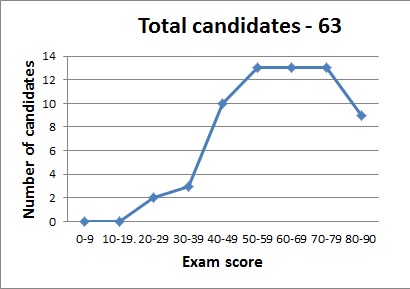 Total candidates - 63
Number of candidates
14
12
10
8
6
4
2
0
0-9 10-19. 20-29 30-39 40-49 50-59 60-69 70-79 80-90
Exam score